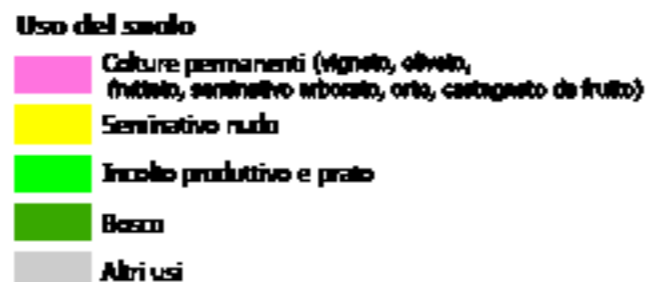 Uso del suolo
Colture permanenti (vigneto, oliveto,
frutteto, seminativo arborato, orto, castagneto da frutto)
Seminativo nudo
Incolto produttivo e prato
Bosco
Altri usi